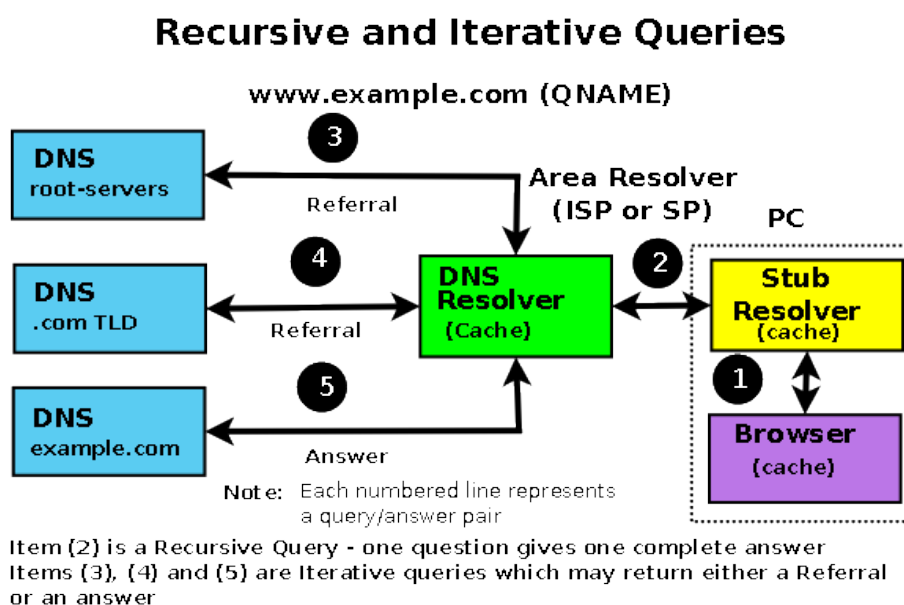 Recursive and Iterative Queries
www.example.com (QNAME)
3
DNS
root-servers
Referral
Area Resolver
(ISP or SP)
PC
4
DNS
.com TLD
Referral
DNS
Resolver
(Cache)
2
Stub
Resolver
(cache)
1
5
DNS
example.com
Answer
Browser
(cache)
Note: Each numbered line represents
a query/answer pair
Item (2) is a Recursive Query - one question gives one complete answer
Items (3), (4) and (5) are Iterative queries which may return either a Referral
or an answer